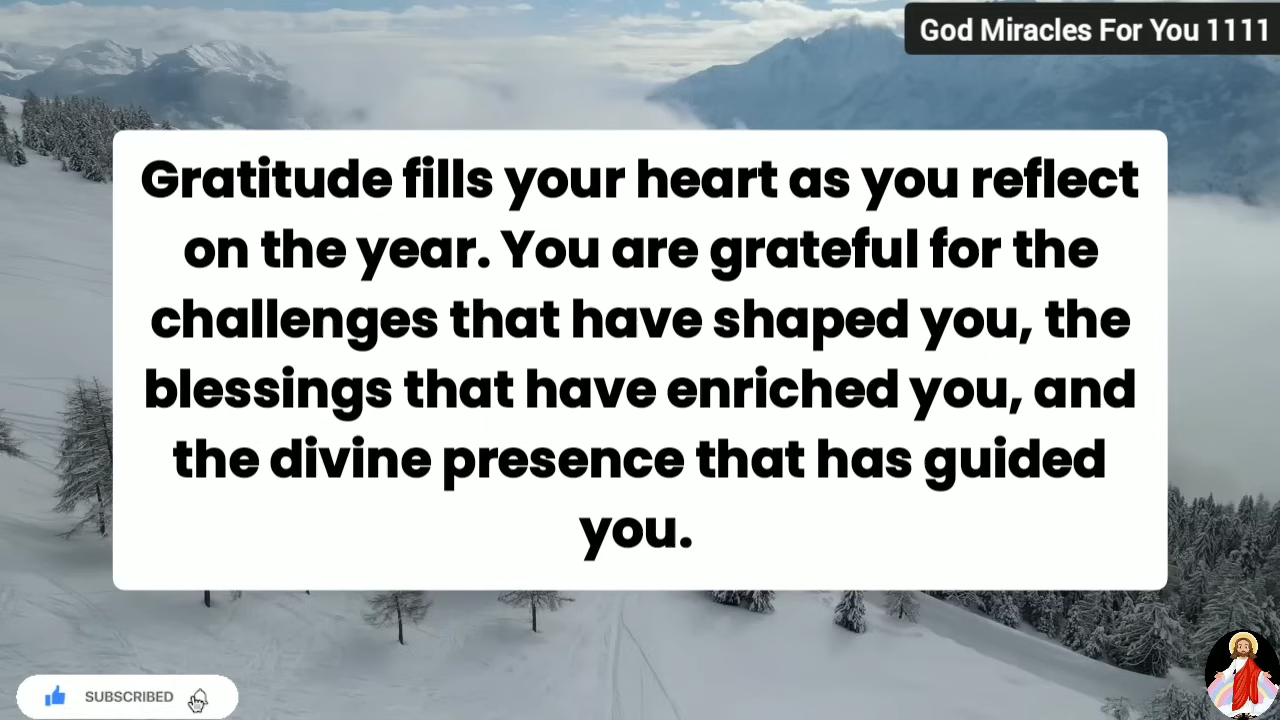 God Miracles For You 1111
Gratitude fills your heart as you reflect
on the year. You are grateful for the
challenges that have shaped you, the
blessings that have enriched you, and
the divine presence that has guided
you.
SUBSCRIBED